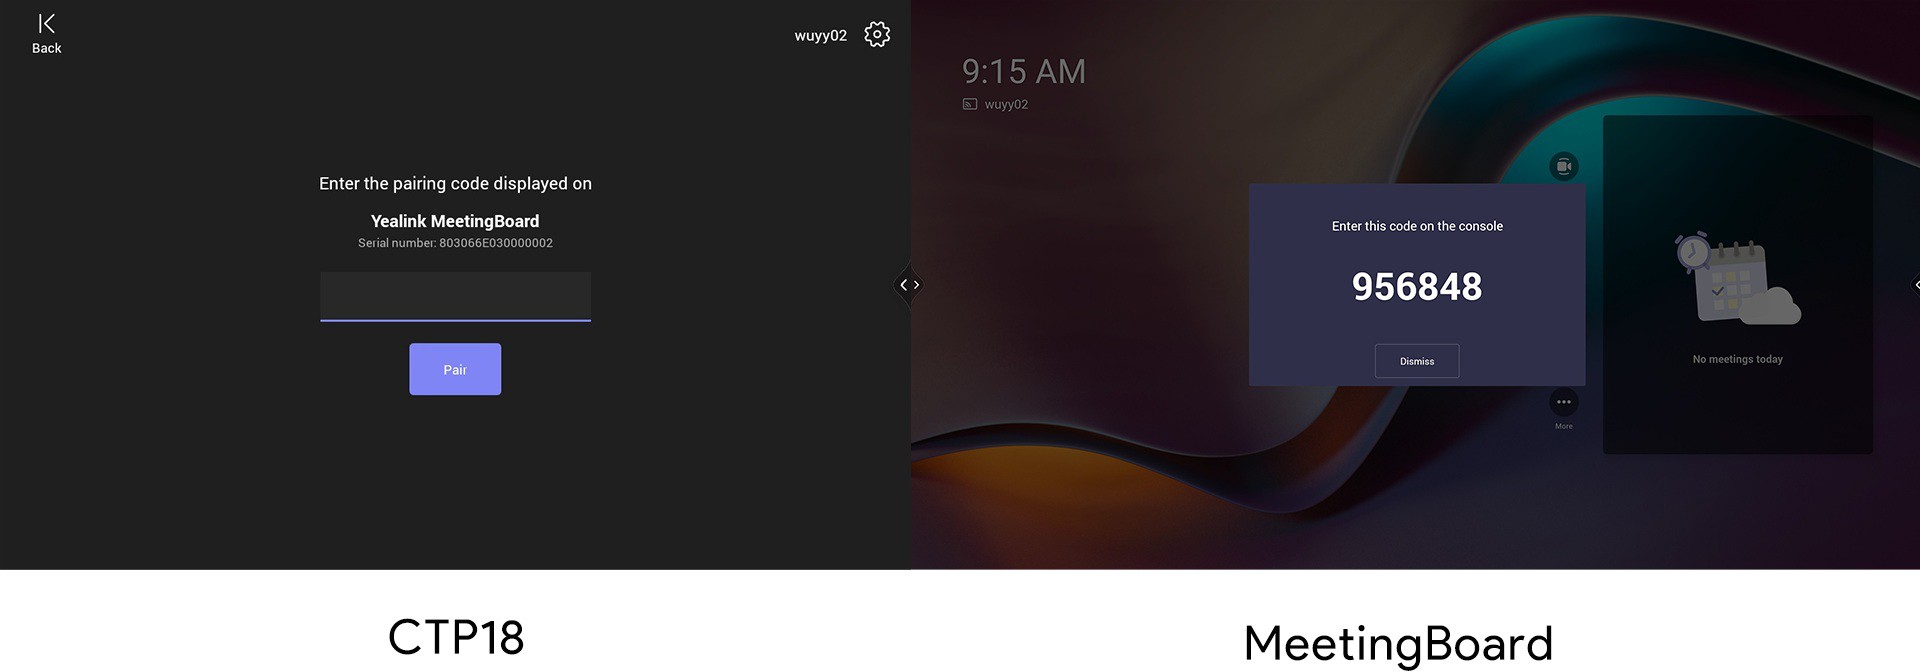 Back
wuyy02
Enter the pairing code displayed on
Yealink MeetingBoard
Serial number: 803066E030000002
Pair
9:15 AM
wuyy02
Enter this code on the console
956848
Dismiss
More
No meetings today
CTP18
MeetingBoard